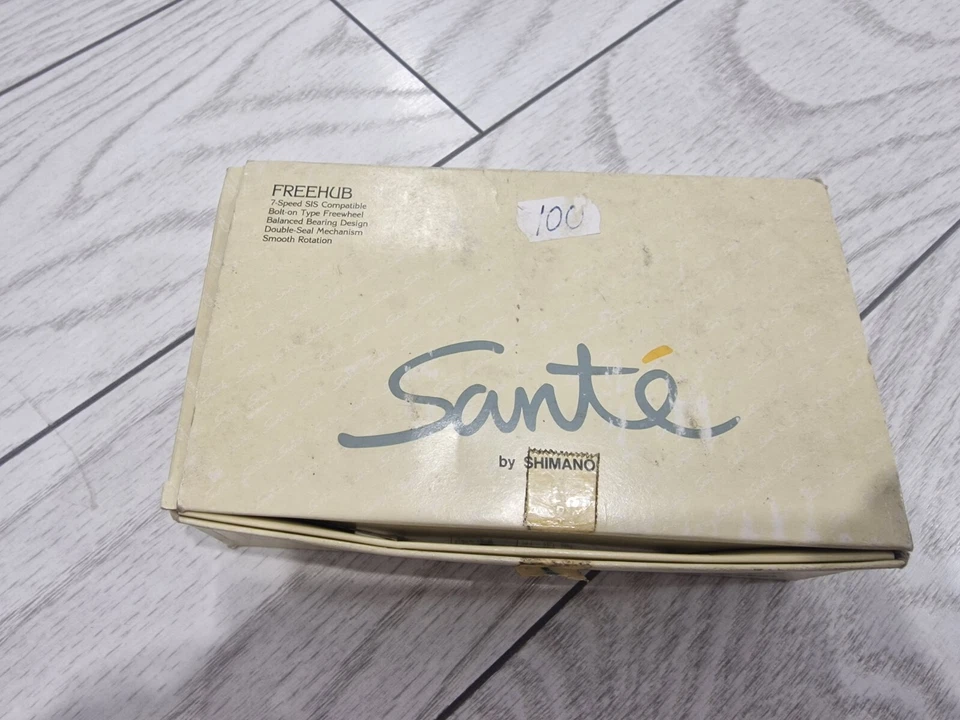 FREEHUB
7-Speed SIS Compatible
Bolt-on Type Freewheel
Balanced Bearing Design
Double-Seal Mechanism
Smooth Rotation
100
Santé
by SHIMANO